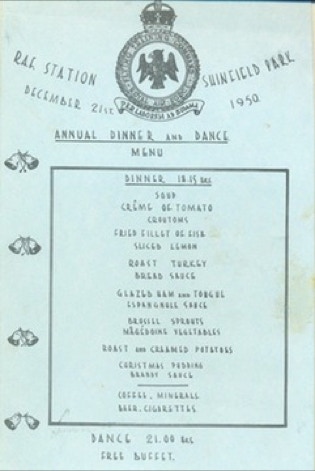 RAF STATION SHINFIELD PARK
DECEMBER 21st 1950
ANNUAL DINNER AND DANCE
MENU
DINNER 18.15 HRS
SOUP
CRÊME OF TOMATO
CROUTONS
FRIED FILLET OF FISH
SLICED LEMON
ROAST TURKEY
BREAD SAUCE
GLAZED HAM AND TONGUE
ESPAGNOLE SAUCE
BRUSSEL SPROUTS
MACÉDOINE VEGETABLES
ROAST AND CREAMED POTATOES
CHRISTMAS PUDDING
BRANDY SAUCE
COFFEE, MINERALS
BEER, CIGARETTES
DANCE 21.00 HRS
FREE BUFFET.